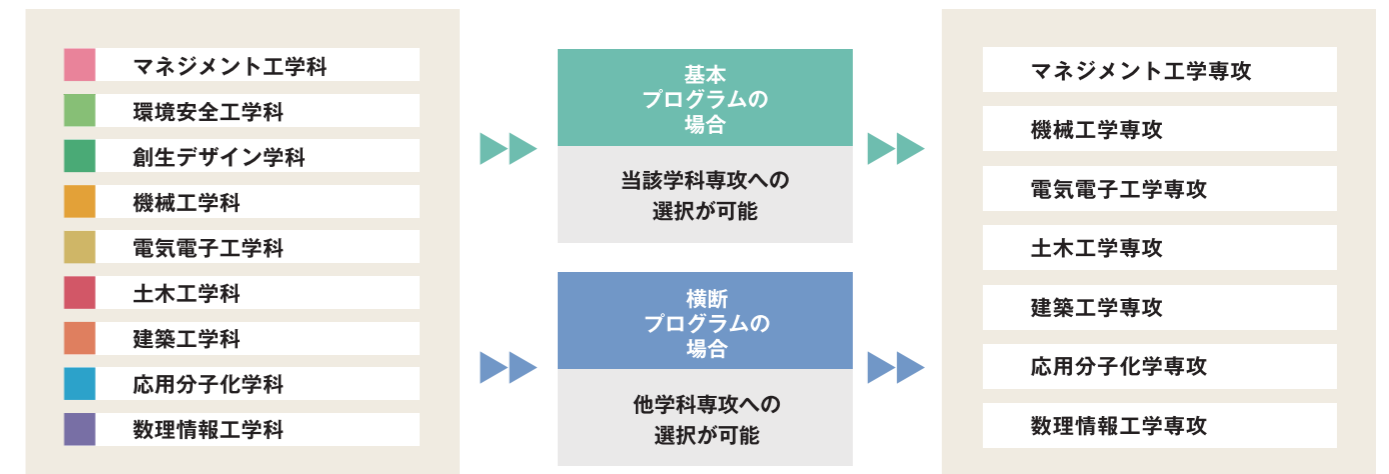 マネジメント工学科
環境安全工学科
創生デザイン学科
機械工学科
電気電子工学科
土木工学科
建築工学科
応用分子化学科
数理情報工学科
基本
プログラムの
場合
当該学科専攻への
選択が可能
横断
プログラムの
場合
他学科専攻への
選択が可能
マネジメント工学専攻
機械工学専攻
電気電子工学専攻
土木工学専攻
建築工学専攻
応用分子化学専攻
数理情報工学専攻